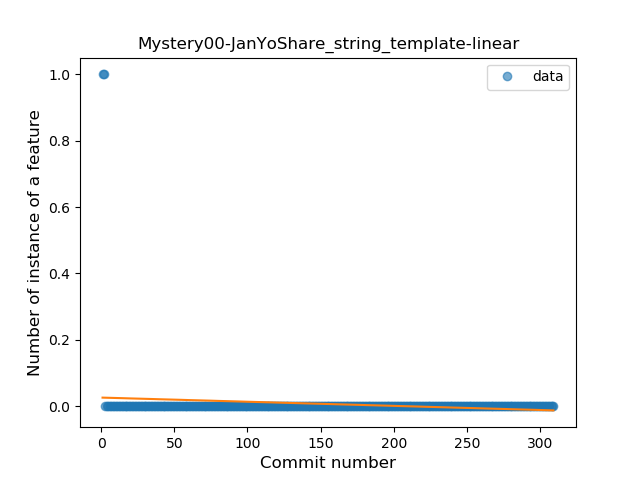 Mystery00-JanYoShare_string_template-linear
data
Number of instance of a feature
1.0
0.8
0.6
0.4
0.2
0.0
0 50 100 150 200 250 300
Commit number